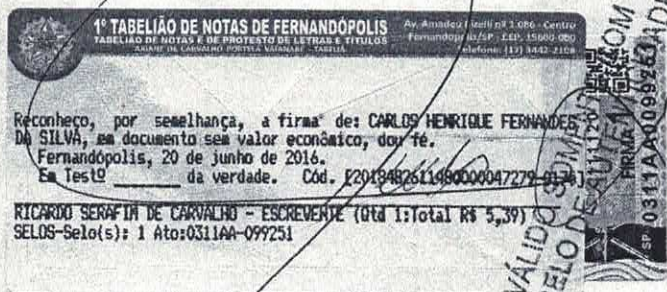 1º TABELIÃO DE NOTAS DE FERNANDÓPOLIS
TABELIÃO DE NOTAS E DE PROTESTO DE LETRAS E TÍTULOS
Av. Amadeu Bizelli nº 1.086 - Centro
Fernandópolis/SP - CEP. 15600-000
Telefone: (17) 3442-2108
Reconheço, por semelhança, a firma de: CARLOS HENRIQUE FERNANDES
DA SILVA, em documento sem valor econômico, dou fé.
Fernandópolis, 20 de junho de 2016.
Em Testº ______ da verdade. Cód.
RICARDO SERAFIM DE CARVALHO - ESCREVENTE (Qtd 1:Total R$ 5,39)
SELOS-Selo(s): 1 Ato:0311AA-099251
VÁLIDO SOMENTE COM
SELO DE
FIRMA 1
0311AA0099251